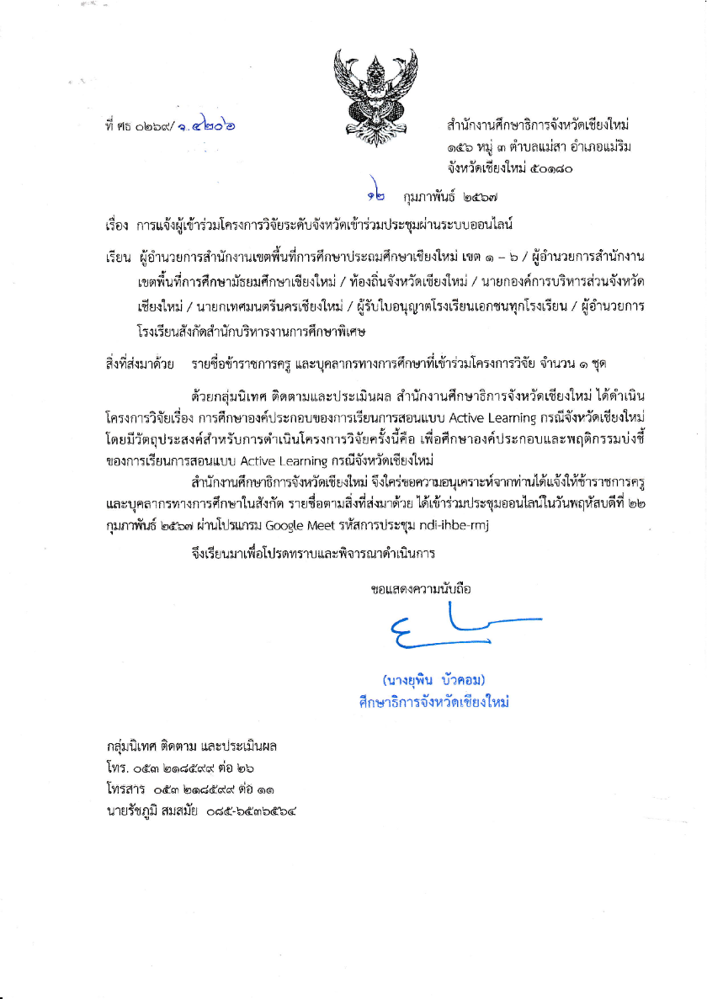 ที่ ศธ ๐๒๖๙/ว.๕๒๐๖
สำนักงานศึกษาธิการจังหวัดเชียงใหม่
๑๕๖ หมู่ ๓ ตำบลแม่สา อำเภอแม่ริม
จังหวัดเชียงใหม่ ๕๐๑๘๐
๑๒ กุมภาพันธ์ ๒๕๖๗
เรื่อง การแจ้งผู้เข้าร่วมโครงการวิจัยระดับจังหวัดเข้าร่วมประชุมผ่านระบบออนไลน์
เรียน ผู้อำนวยการสำนักงานเขตพื้นที่การศึกษาประถมศึกษาเชียงใหม่ เขต ๑ – ๖ / ผู้อำนวยการสำนักงาน
เขตพื้นที่การศึกษามัธยมศึกษาเชียงใหม่ / ท้องถิ่นจังหวัดเชียงใหม่ / นายกองค์การบริหารส่วนจังหวัด
เชียงใหม่ / นายกเทศมนตรีนครเชียงใหม่ / ผู้รับใบอนุญาตโรงเรียนเอกชนทุกโรงเรียน / ผู้อำนวยการ
โรงเรียนสังกัดสำนักบริหารงานการศึกษาพิเศษ
สิ่งที่ส่งมาด้วย รายชื่อข้าราชการครู และบุคลากรทางการศึกษาที่เข้าร่วมโครงการวิจัย จำนวน ๑ ชุด
ด้วยกลุ่มนิเทศ ติดตามและประเมินผล สำนักงานศึกษาธิการจังหวัดเชียงใหม่ ได้ดำเนิน
โครงการวิจัยเรื่อง การศึกษาองค์ประกอบของการเรียนการสอนแบบ Active Learning กรณีจังหวัดเชียงใหม่
โดยมีวัตถุประสงค์สำหรับการดำเนินโครงการวิจัยครั้งนี้คือ เพื่อศึกษาองค์ประกอบและพฤติกรรมบ่งชี้
ของการเรียนการสอนแบบ Active Learning กรณีจังหวัดเชียงใหม่
สำนักงานศึกษาธิการจังหวัดเชียงใหม่ จึงใคร่ขอความอนุเคราะห์จากท่านได้แจ้งให้ข้าราชการครู
และบุคลากรทางการศึกษาในสังกัด รายชื่อตามสิ่งที่ส่งมาด้วย ได้เข้าร่วมประชุมออนไลน์ในวันพฤหัสบดีที่ ๒๒
กุมภาพันธ์ ๒๕๖๗ ผ่านโปรแกรม Google Meet รหัสการประชุม ndi-ihbe-rmj
จึงเรียนมาเพื่อโปรดทราบและพิจารณาดำเนินการ
ขอแสดงความนับถือ
(นางยุพิน บัวคอม)
ศึกษาธิการจังหวัดเชียงใหม่
กลุ่มนิเทศ ติดตาม และประเมินผล
โทร. ๐๕๓ ๒๑๘๕๙๙ ต่อ ๒๖
โทรสาร ๐๕๓ ๒๑๘๕๙๙ ต่อ ๑๑
นายรัชภูมิ สมสมัย ๐๘๕-๖๕๓๖๕๖๔